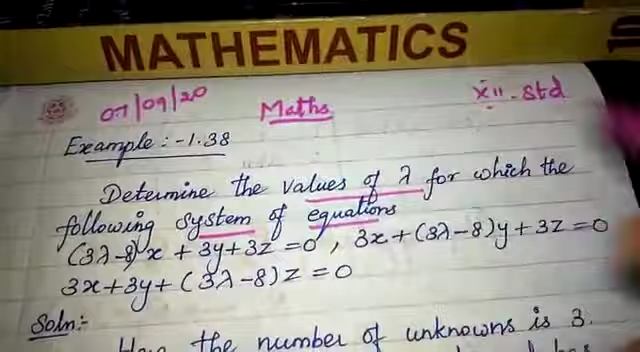 MATHEMATICS
07/09/20 Maths XII-Std
Example:-1.38
Determine the values of λ for which the
following system of equations
(3λ-8)x + 3y+3z=0, 3x+(3λ-8)y+3z=0
3x+3y+(3λ-8)z=0
Soln:-
the number of unknowns is 3.